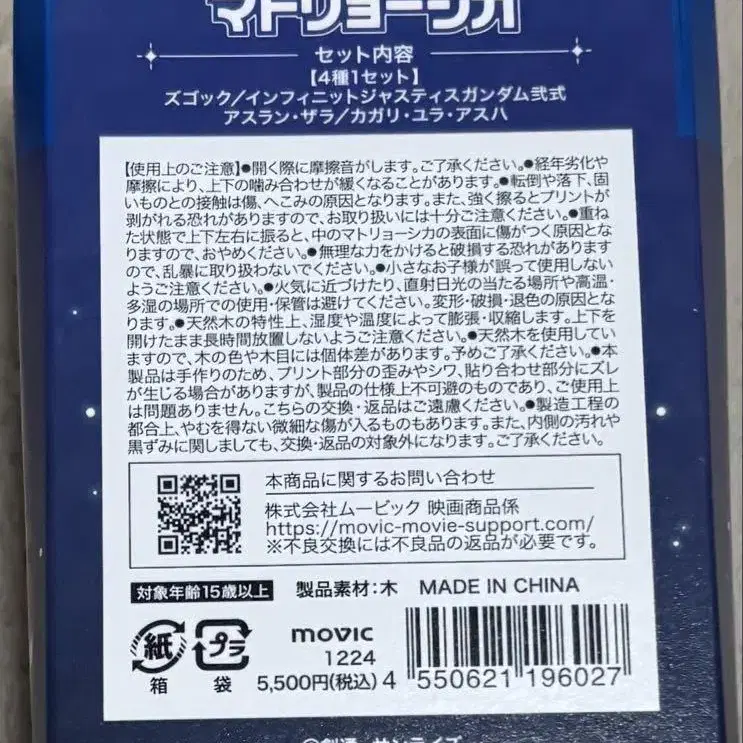 マトリョーシカ
セット内容
【4種1セット】
ズゴック/インフィニットジャスティスガンダム弐式
アスラン・ザラ/カガリ・ユラ・アスハ
【使用上のご注意】●開く際に摩擦音がします。ご了承ください。●経年劣化や
摩擦により、上下の噛み合わせが緩くなることがあります。●転倒や落下、固
いものとの接触は傷、へこみの原因となります。また、強く擦るとプリントが
剥がれる恐れがありますので、お取り扱いには十分ご注意ください。●重ね
た状態で上下左右に振ると、中のマトリョーシカの表面に傷がつく原因とな
りますので、おやめください。●無理な力をかけると破損する恐れがあります
ので、乱暴に取り扱わないでください。●小さなお子様が誤って使用しない
ようご注意ください。●火気に近づけたり、直射日光の当たる場所や高温・
多湿の場所での使用・保管は避けてください。変形・破損・退色の原因とな
ります。●天然木の特性上、湿度や温度によって膨張・収縮します。上下を
開けたまま長時間放置しないようご注意ください。●天然木を使用してい
ますので、木の色や木目には個体差があります。予めご了承ください。●本
製品は手作りのため、プリント部分の歪みやシワ、貼り合わせ部分にズレ
が生じる場合がありますが、製品の仕様上不可避のものであり、ご使用上
は問題ありません。こちらの交換・返品はご遠慮ください。●製造工程の
都合上、やむを得ない微細な傷が入るものもあります。また、内側の汚れや
黒ずみに関しましても、交換・返品の対象外になります。ご了承ください。
本商品に関するお問い合わせ
株式会社ムービック 映画商品係
https://movic-movie-support.com/
※不良交換には不良品の返品が必要です。
対象年齢15歳以上 製品素材:木 MADE IN CHINA
紙 プラ movic
箱 袋 1224
5,500円(税込) 4 550621 196027
©創通・サンライズ